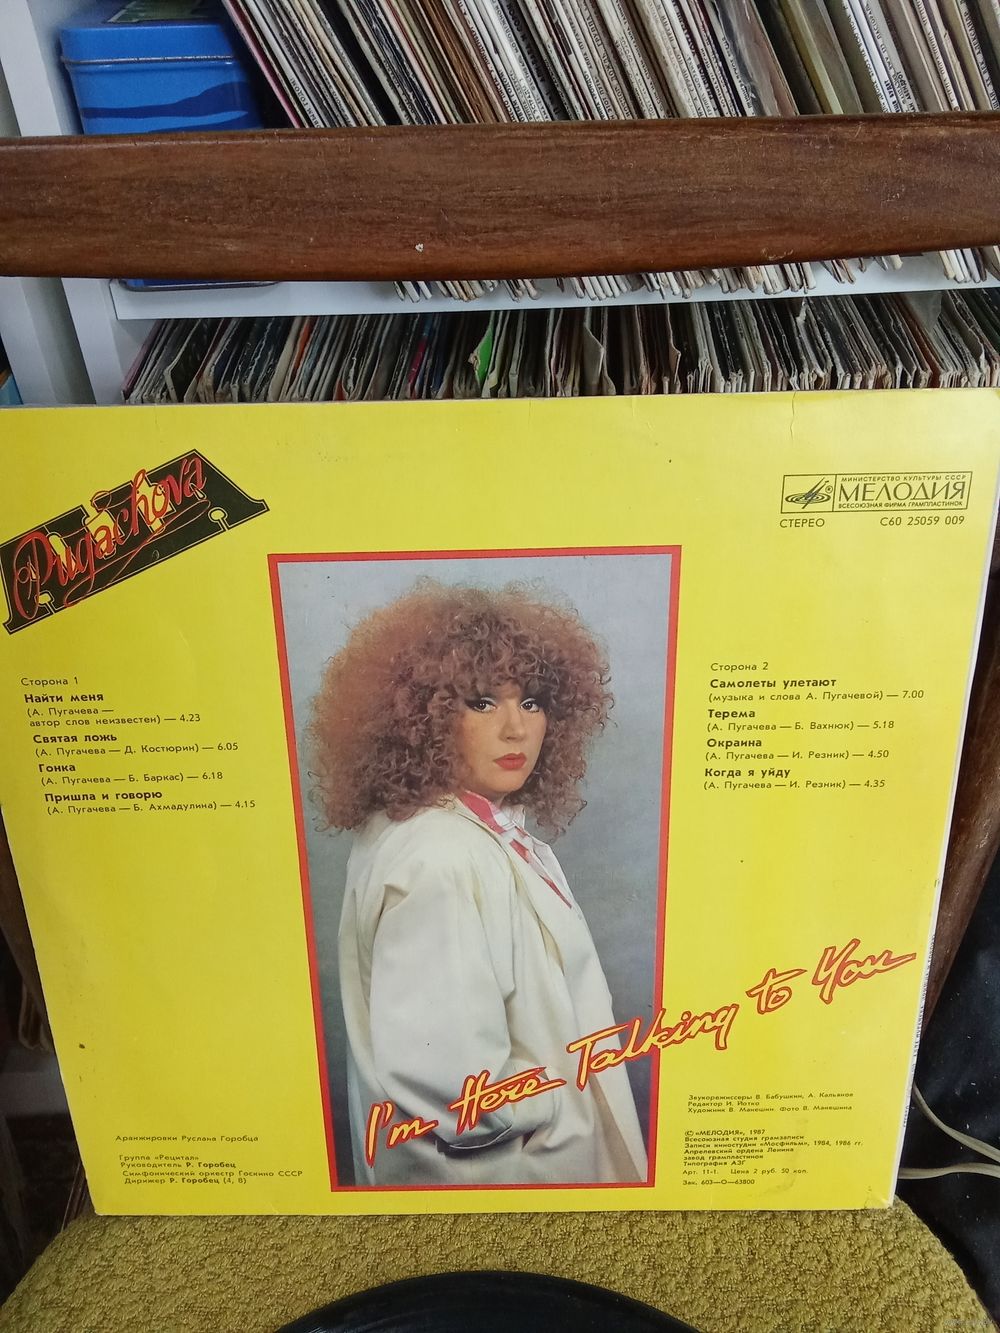 Pugachova
МИНИСТЕРСТВО КУЛЬТУРЫ СССР
МЕЛОДИЯ
ВСЕСОЮЗНАЯ ФИРМА ГРАМПЛАСТИНОК
СТЕРЕО С60 25059 009
Сторона 1
Найти меня
(А. Пугачева —
автор слов неизвестен) — 4.23
Святая ложь
(А. Пугачева — Д. Костюрин) — 6.05
Гонка
(А. Пугачева — Б. Баркас) — 6.18
Пришла и говорю
(А. Пугачева — Б. Ахмадулина) — 4.15
Сторона 2
Самолеты улетают
(музыка и слова А. Пугачевой) — 7.00
Терема
(А. Пугачева — Б. Вахнюк) — 5.18
Окраина
(А. Пугачева — И. Резник) — 4.50
Когда я уйду
(А. Пугачева — И. Резник) — 4.35
I'm Here Talking to You
Аранжировки Руслана Горобца
Группа «Рецитал»
Руководитель Р. Горобец
Симфонический оркестр Госкино СССР
Дирижер Р. Горобец (4, 8)
Звукорежиссеры В. Бабушкин, А. Кальянов
Редактор И. Йотко
Художник В. Манешин Фото В. Манешина
© «МЕЛОДИЯ», 1987
Всесоюзная студия грамзаписи
Записи киностудии «Мосфильм», 1984, 1986 гг.
Апрелевский ордена Ленина
завод грампластинок
Типография АЗГ
Арт. 11-1. Цена 2 руб. 50 коп.
Зак. 603—О—63800